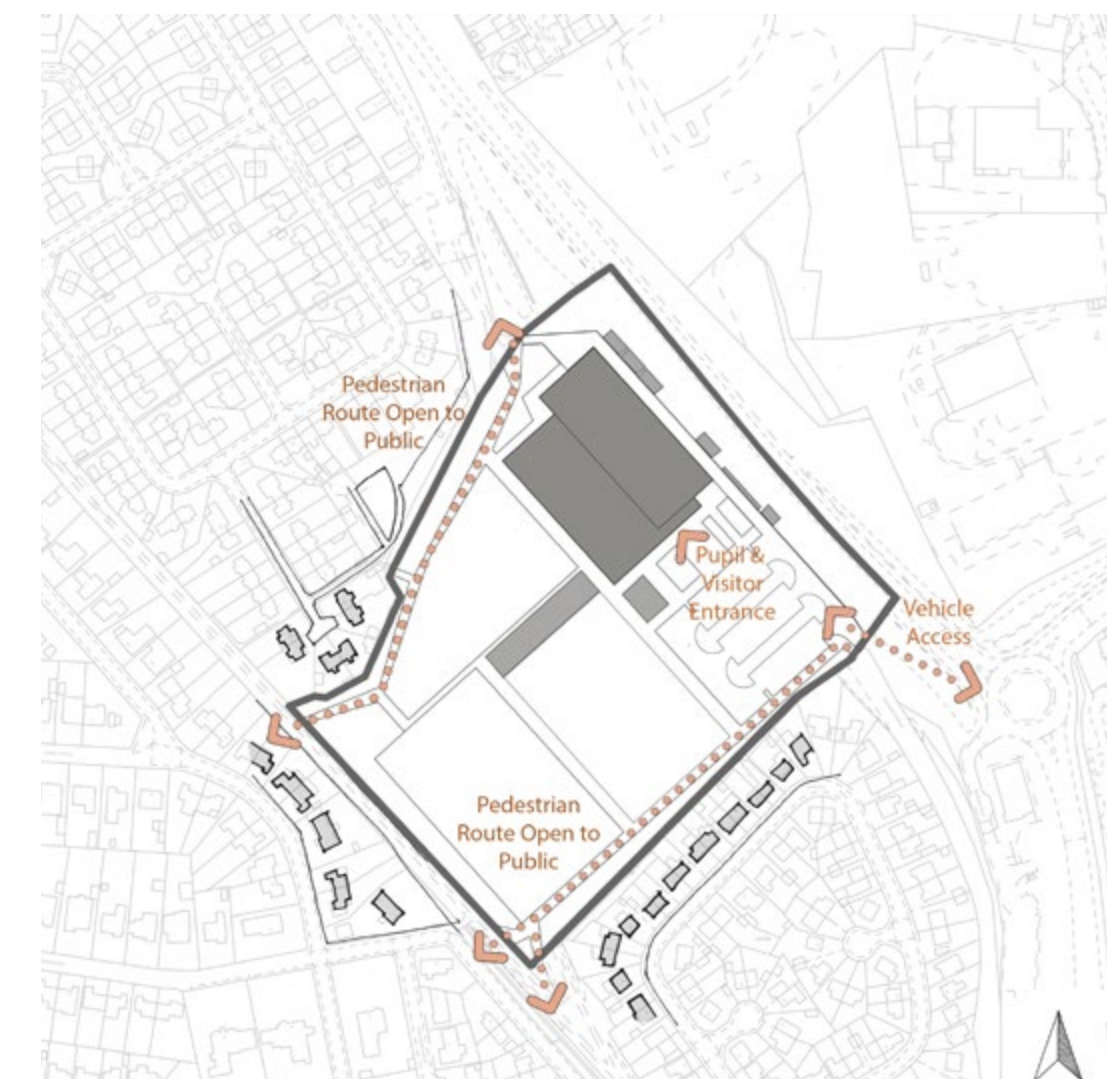 Pedestrian
Route Open to
Public
Pupil &
Visitor
Entrance
Vehicle
Access
Pedestrian
Route Open to
Public